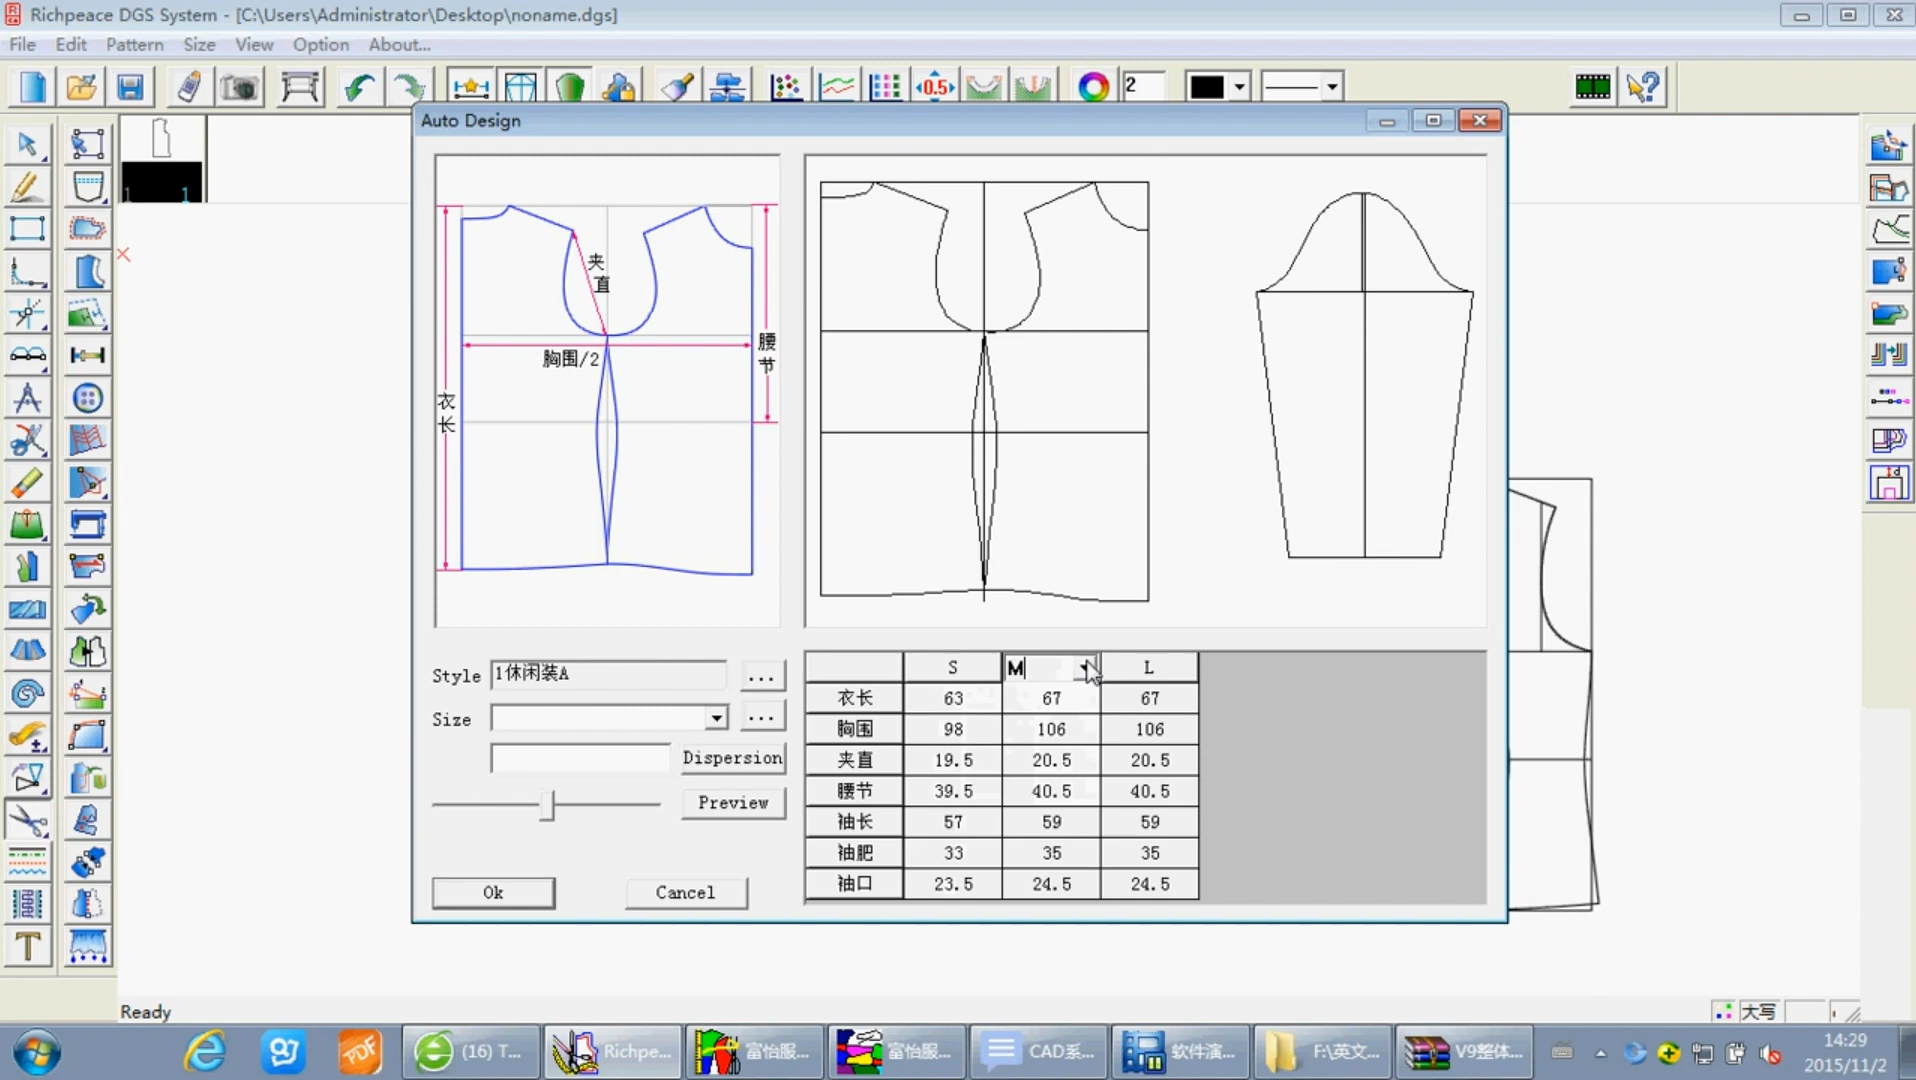 Richpeace DGS System - [C:\Users\Administrator\Desktop\noname.dgs]
File Edit Pattern Size View Option About...
0.5
2
1 1
Auto Design
夹
直
胸围/2
腰
节
衣
长
Style 1休闲装A ...
Size ...
Dispersion
Preview
Ok Cancel
S M L
衣长 63 67 67
胸围 98 106 106
夹直 19.5 20.5 20.5
腰节 39.5 40.5 40.5
袖长 57 59 59
袖肥 33 35 35
袖口 23.5 24.5 24.5
Ready
大写
(16) T...
Richpe...
富怡服...
富怡服...
CAD系...
软件演...
F:\英文...
V9整体...
14:29
2015/11/2